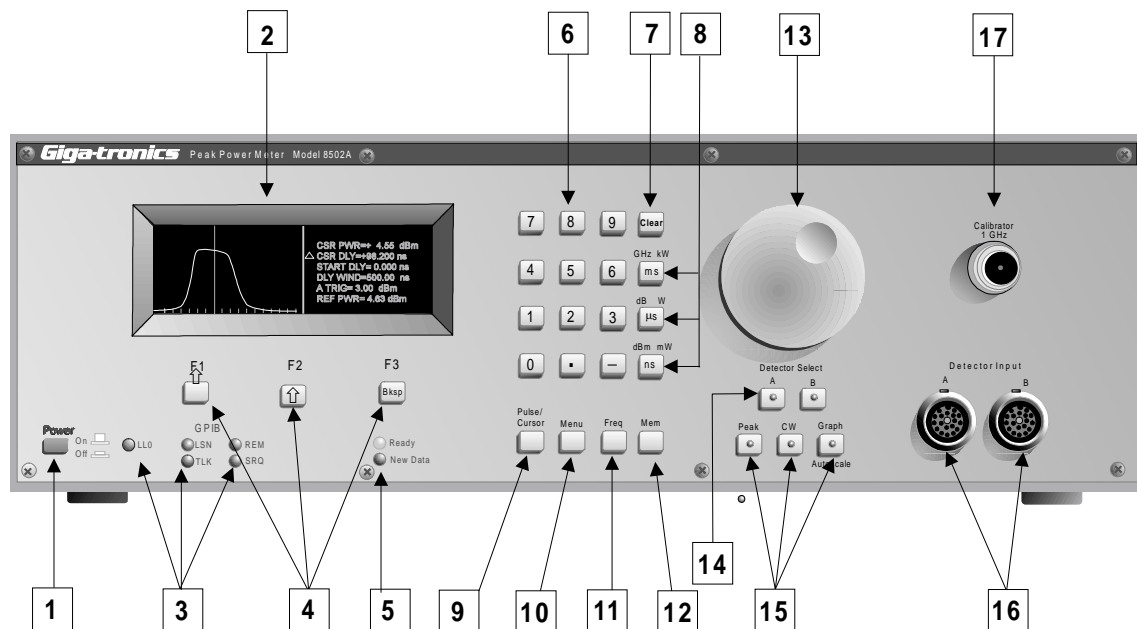 2
6
7
8
13
17
Giga-tronics Peak Power Meter Model 8502A
CSR PWR=+ 4.55 dBm
△ CSR DLY=+96.200 ns
START DLY= 0.000 ns
DLY WIND=500.00 ns
A TRIG= 3.00 dBm
REF PWR= 4.63 dBm
7 8 9 Clear
GHz kW
4 5 6 ms
dB W
1 2 3 µs
dBm mW
0 . – ns
Calibrator
1 GHz
F1 F2 F3
⇧ ⇧ Bksp
Power
On
Off
GPIB
LL0 LSN REM
TLK SRQ
Ready
New Data
Pulse/
Cursor Menu Freq Mem
Detector Select
A B
Peak CW Graph
Autoscale
Detector Input
A B
14
1
3
4
5
9
10
11
12
15
16